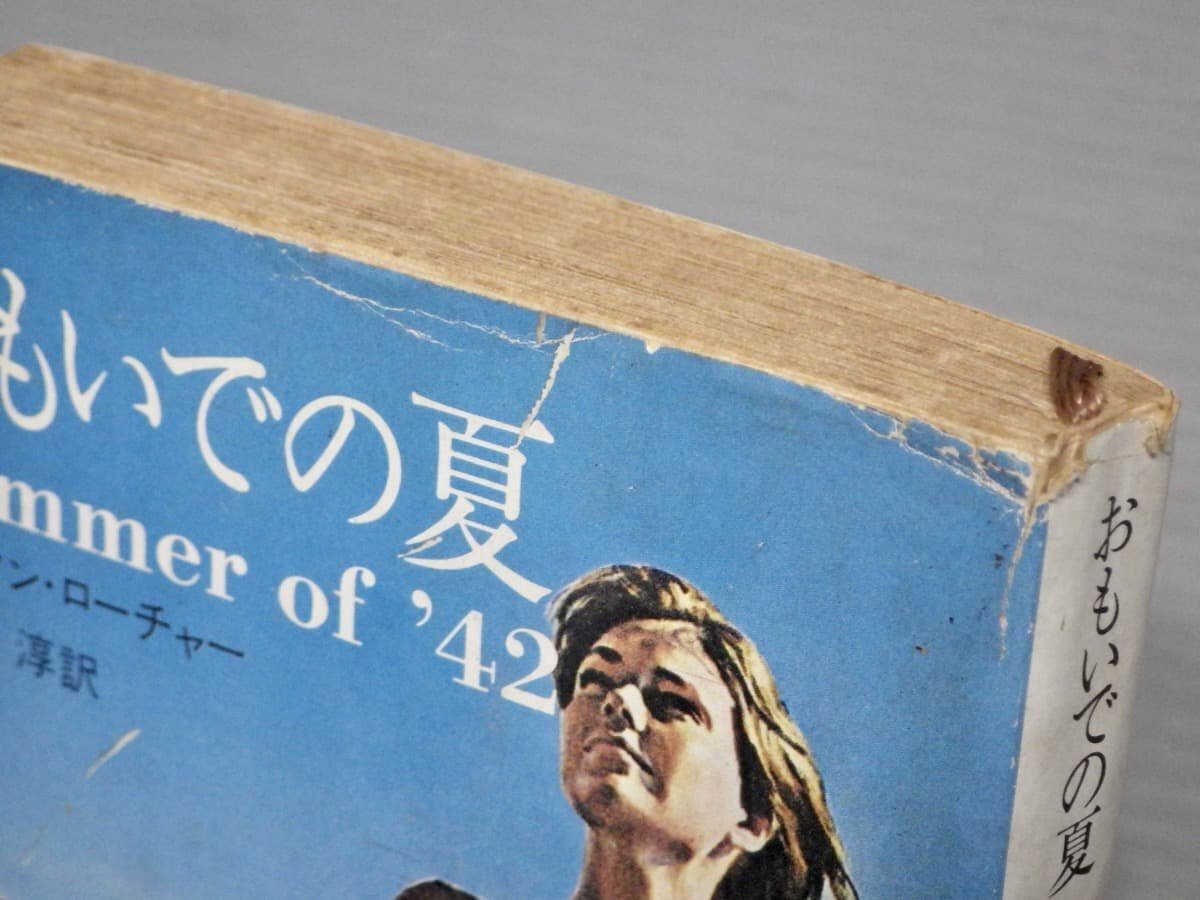 もいでの夏
mmer of '42
ン・ローチャー
淳訳
おもいでの夏